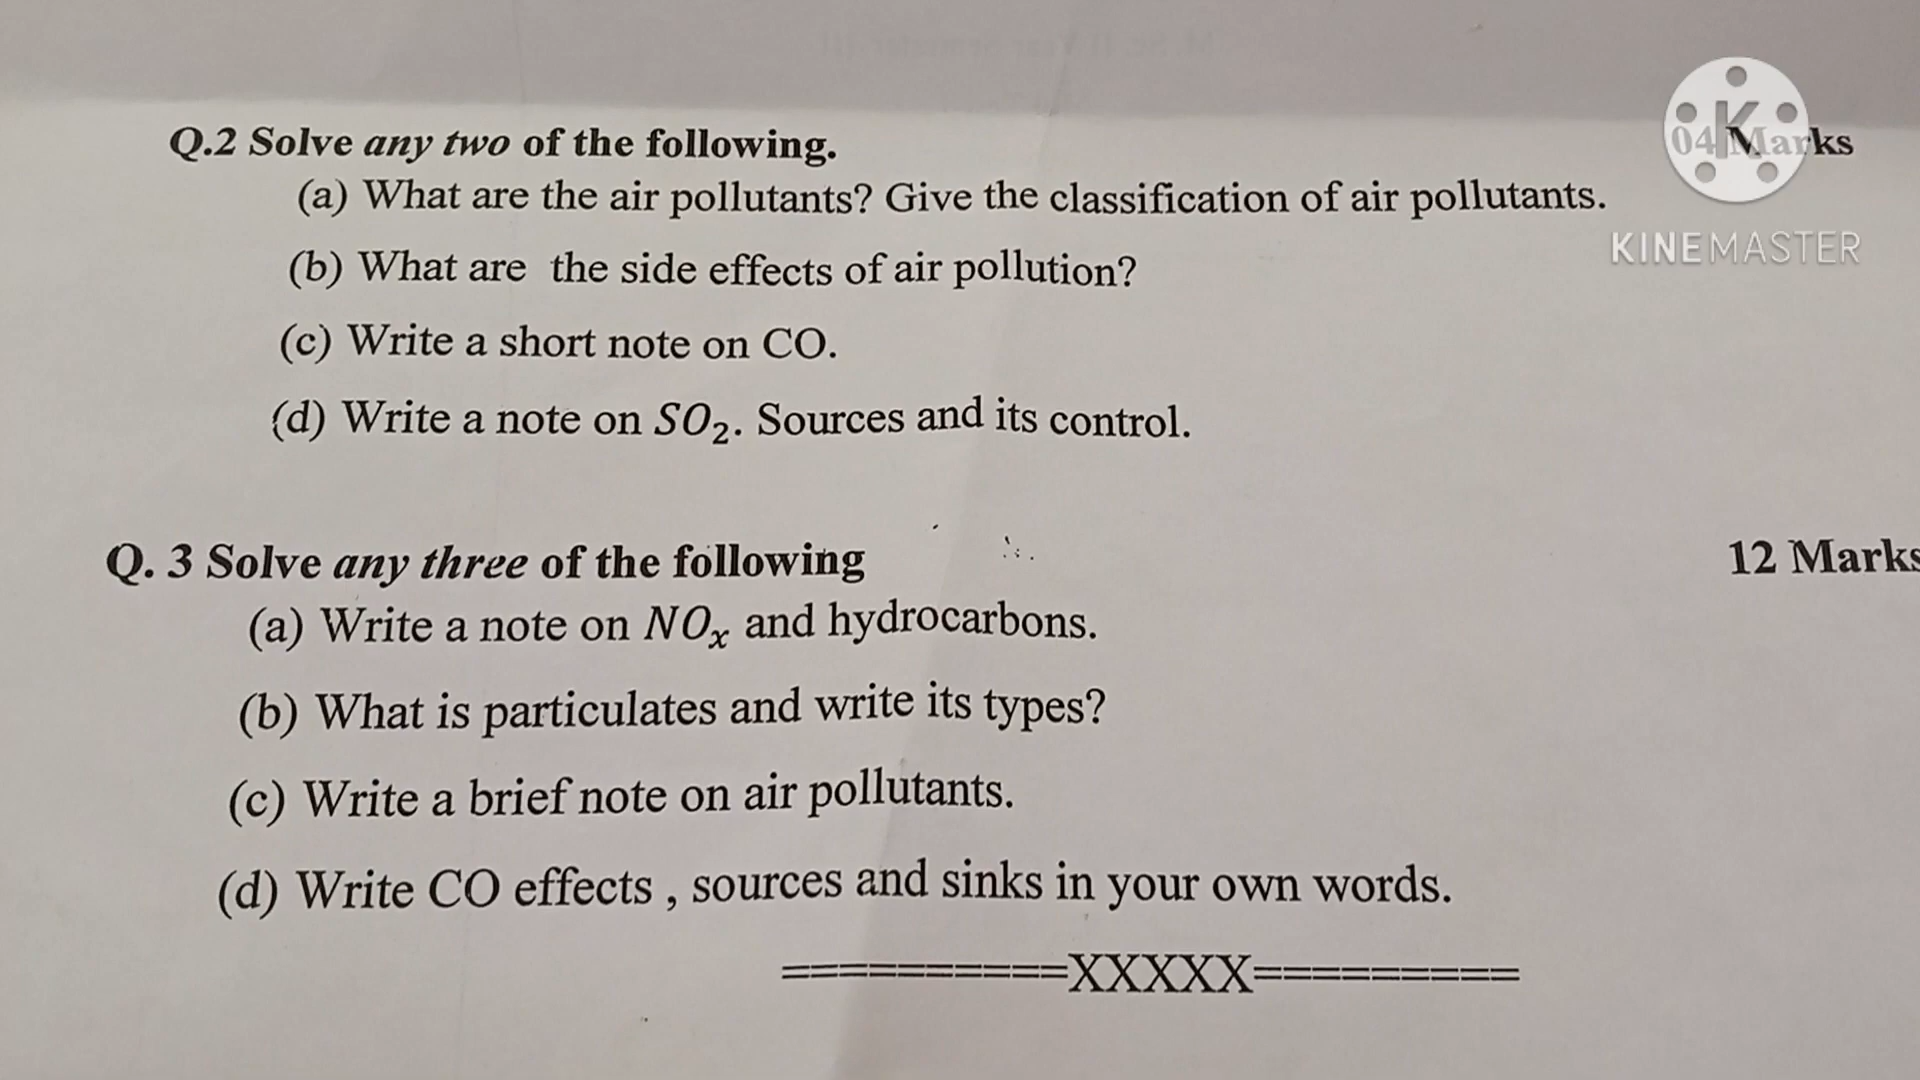 Q.2 Solve any two of the following.
04 Marks
(a) What are the air pollutants? Give the classification of air pollutants.
KINEMASTER
(b) What are the side effects of air pollution?
(c) Write a short note on CO.
(d) Write a note on SO₂. Sources and its control.
Q. 3 Solve any three of the following
12 Marks
(a) Write a note on NOₓ and hydrocarbons.
(b) What is particulates and write its types?
(c) Write a brief note on air pollutants.
(d) Write CO effects , sources and sinks in your own words.
==========XXXXX=========